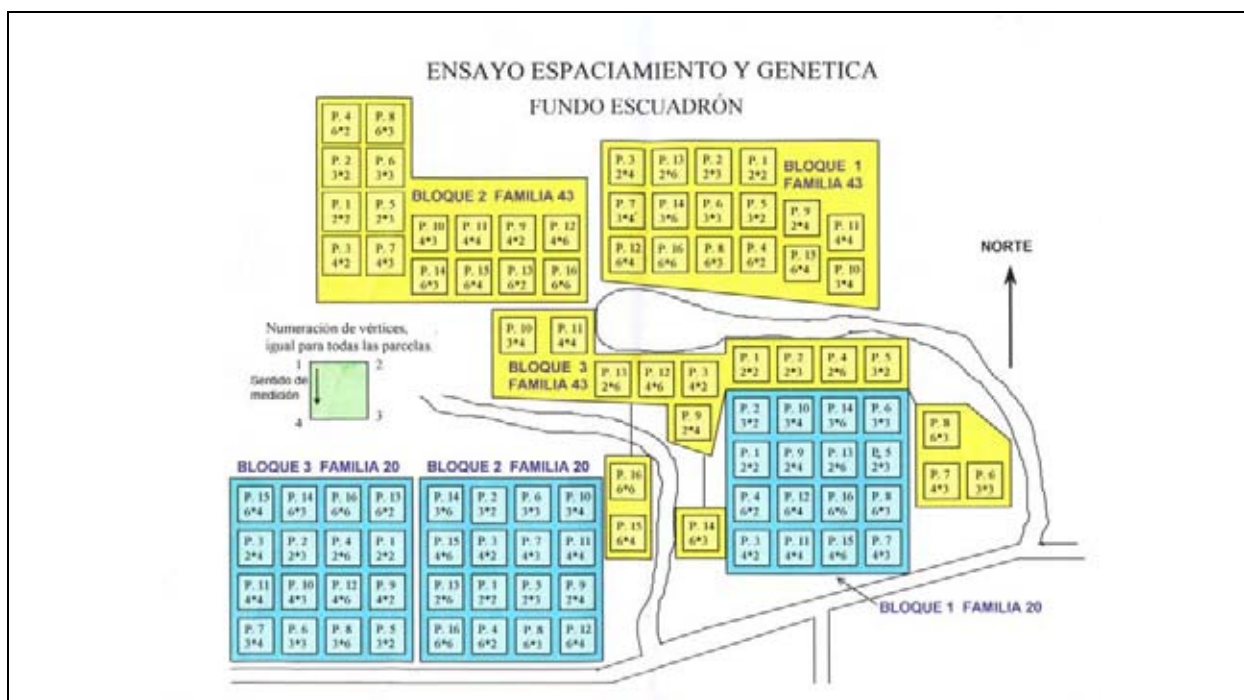 ENSAYO ESPACIAMIENTO Y GENETICA
FUNDO ESCUADRÓN
P. 4 P. 8
6*2 6*3
P. 2 P. 6
3*2 3*3
P. 1 P. 5
2*2 2*3
P. 3 P. 7
4*2 4*3
BLOQUE 2 FAMILIA 43
P. 10 P. 11 P. 9 P. 12
4*3 4*4 4*2 4*6
P. 14 P. 15 P. 13 P. 16
6*3 6*4 6*2 6*6
P. 3 P. 13 P. 2 P. 1
2*4 2*6 2*3 2*2
BLOQUE 1
FAMILIA 43
P. 7 P. 14 P. 6 P. 5
3*4 3*6 3*3 3*2
P. 9
2*4
P. 11
4*4
P. 12 P. 16 P. 8 P. 4
6*4 6*6 6*3 6*2
P. 15
6*4
P. 10
3*4
NORTE
Numeración de vértices,
igual para todas las parcelas.
1 2
Sentido de
medición
4 3
P. 10 P. 11
3*4 4*4
BLOQUE 3
FAMILIA 43
P. 13 P. 12 P. 3
2*6 4*6 4*2
P. 9
2*4
P. 1 P. 2 P. 4 P. 5
2*2 2*3 2*6 3*2
P. 8
6*3
P. 7 P. 6
4*3 3*3
P. 16
6*6
P. 15
6*4
P. 14
6*3
P. 2 P. 10 P. 14 P. 6
3*2 3*4 3*6 3*3
P. 1 P. 9 P. 13 P. 5
2*2 2*4 2*6 2*3
P. 4 P. 12 P. 16 P. 8
6*2 6*4 6*6 6*3
P. 3 P. 11 P. 15 P. 7
4*2 4*4 4*6 4*3
BLOQUE 1 FAMILIA 20
BLOQUE 3 FAMILIA 20
P. 15 P. 14 P. 16 P. 13
6*4 6*3 6*6 6*2
P. 3 P. 2 P. 4 P. 1
2*4 2*3 2*6 2*2
P. 11 P. 10 P. 12 P. 9
4*4 4*3 4*6 4*2
P. 7 P. 6 P. 8 P. 5
3*4 3*3 3*6 3*2
BLOQUE 2 FAMILIA 20
P. 14 P. 2 P. 6 P. 10
3*6 3*2 3*3 3*4
P. 15 P. 3 P. 7 P. 11
4*6 4*2 4*3 4*4
P. 13 P. 1 P. 5 P. 9
2*6 2*2 2*3 2*4
P. 16 P. 4 P. 8 P. 12
6*6 6*2 6*3 6*4